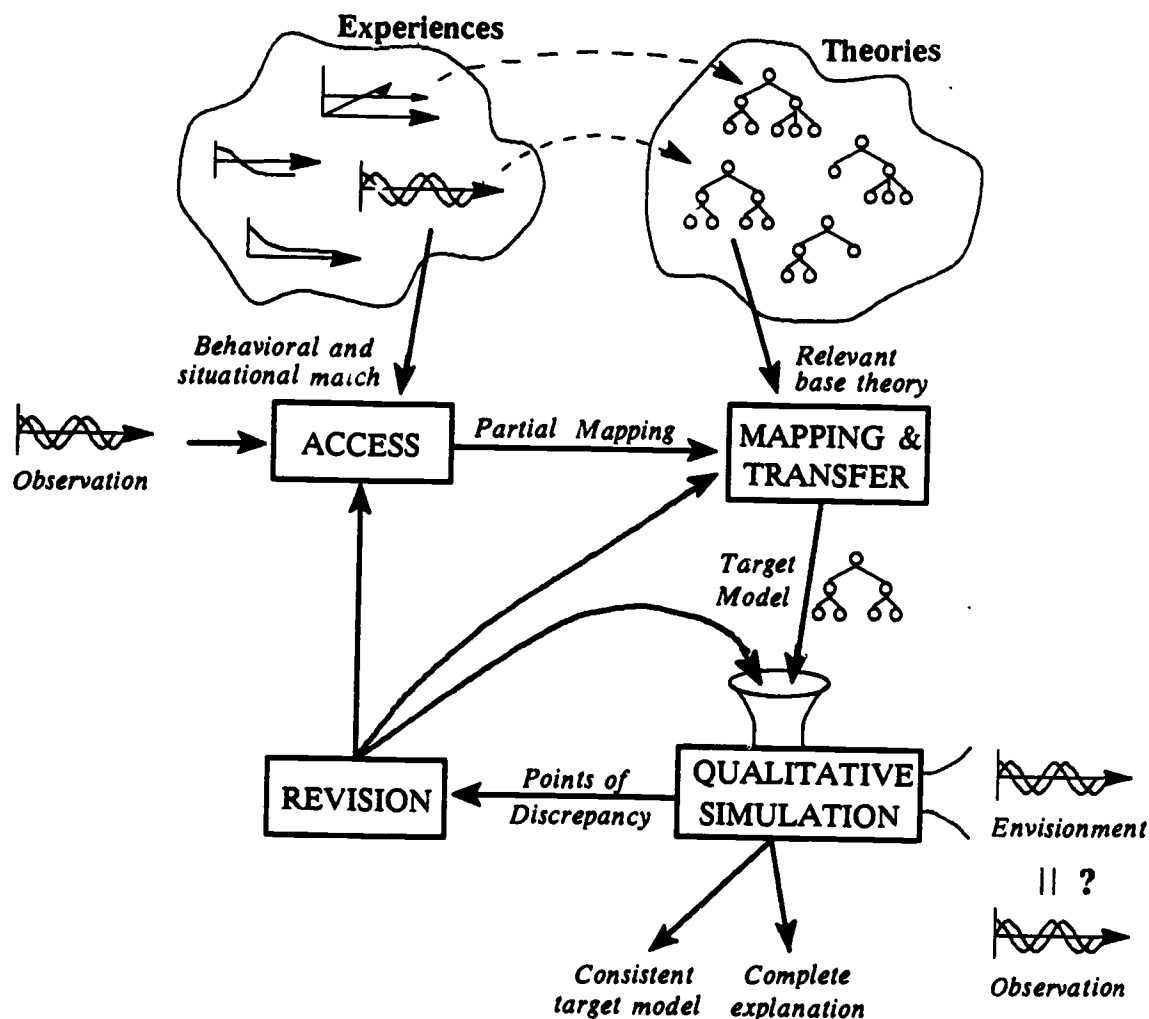 Experiences
Theories
Behavioral and
situational match
Relevant
base theory
Observation
ACCESS
Partial Mapping
MAPPING &
TRANSFER
Target
Model
REVISION
Points of
Discrepancy
QUALITATIVE
SIMULATION
Envisionment
|| ?
Observation
Consistent
target model
Complete
explanation